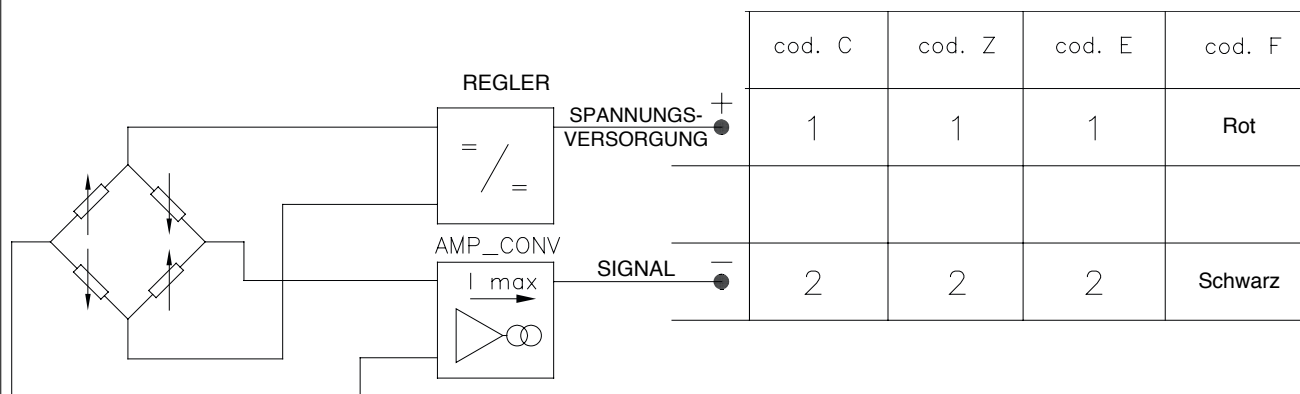 cod. C cod. Z cod. E cod. F
REGLER
SPANNUNGS-
VERSORGUNG
+
1 1 1 Rot
= / =
AMP_CONV
I max
SIGNAL
−
2 2 2 Schwarz